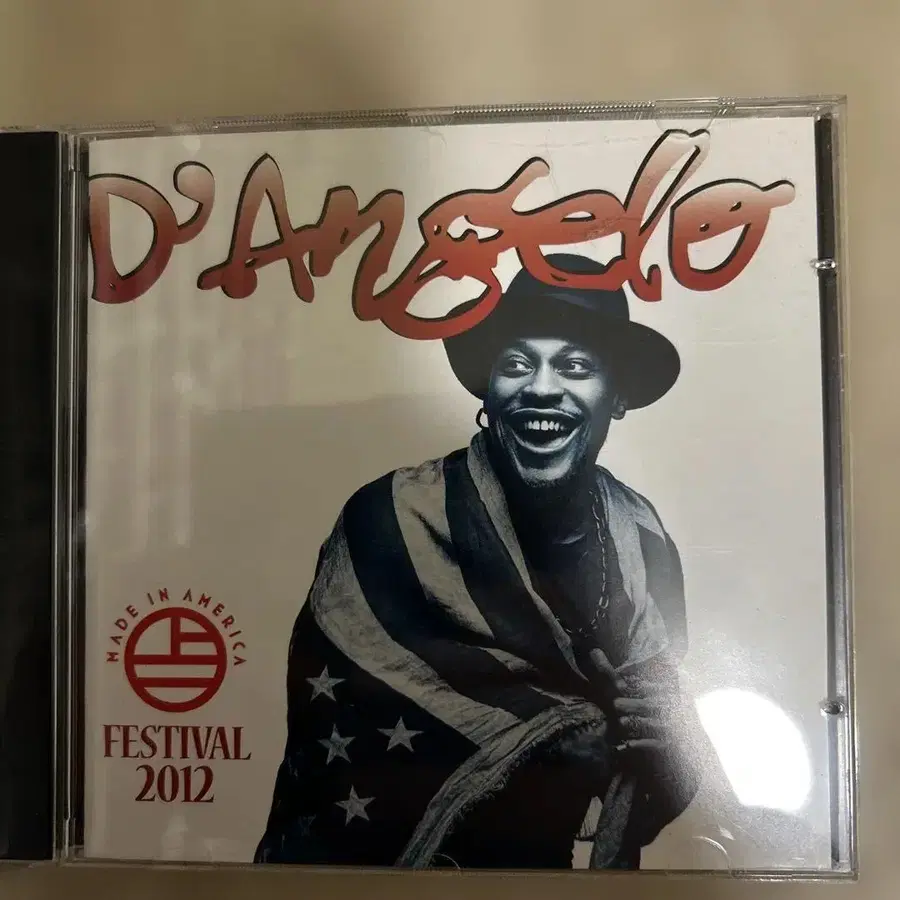 D'Angelo
MADE IN AMERICA
FESTIVAL
2012